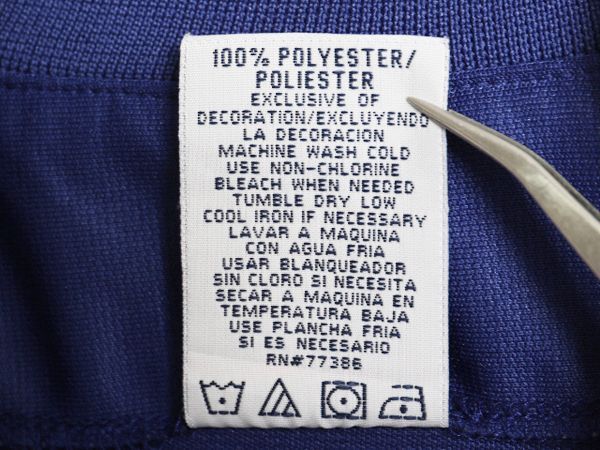 100% POLYESTER/
POLIESTER
EXCLUSIVE OF
DECORATION/EXCLUYENDO
LA DECORACION
MACHINE WASH COLD
USE NON-CHLORINE
BLEACH WHEN NEEDED
TUMBLE DRY LOW
COOL IRON IF NECESSARY
LAVAR A MAQUINA
CON AGUA FRIA
USAR BLANQUEADOR
SIN CLORO SI NECESITA
SECAR A MAQUINA EN
TEMPERATURA BAJA
USE PLANCHA FRIA
SI ES NECESARIO
RN#77386